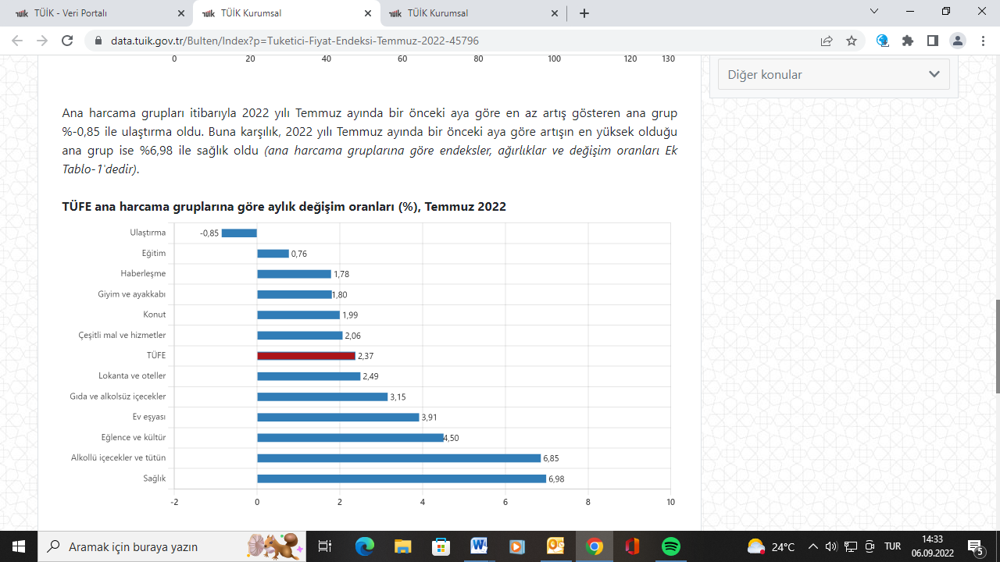 TÜİK - Veri Portalı
TÜİK Kurumsal
TÜİK Kurumsal
data.tuik.gov.tr/Bulten/Index?p=Tuketici-Fiyat-Endeksi-Temmuz-2022-45796
0 20 40 60 80 100 120 130
Diğer konular
Ana harcama grupları itibarıyla 2022 yılı Temmuz ayında bir önceki aya göre en az artış gösteren ana grup
%-0,85 ile ulaştırma oldu. Buna karşılık, 2022 yılı Temmuz ayında bir önceki aya göre artışın en yüksek olduğu
ana grup ise %6,98 ile sağlık oldu (ana harcama gruplarına göre endeksler, ağırlıklar ve değişim oranları Ek
Tablo-1'dedir).
TÜFE ana harcama gruplarına göre aylık değişim oranları (%), Temmuz 2022
Ulaştırma -0,85
Eğitim 0,76
Haberleşme 1,78
Giyim ve ayakkabı 1,80
Konut 1,99
Çeşitli mal ve hizmetler 2,06
TÜFE 2,37
Lokanta ve oteller 2,49
Gıda ve alkolsüz içecekler 3,15
Ev eşyası 3,91
Eğlence ve kültür 4,50
Alkollü içecekler ve tütün 6,85
Sağlık 6,98
-2 0 2 4 6 8 10
Aramak için buraya yazın
24°C
TUR
14:33
06.09.2022
5